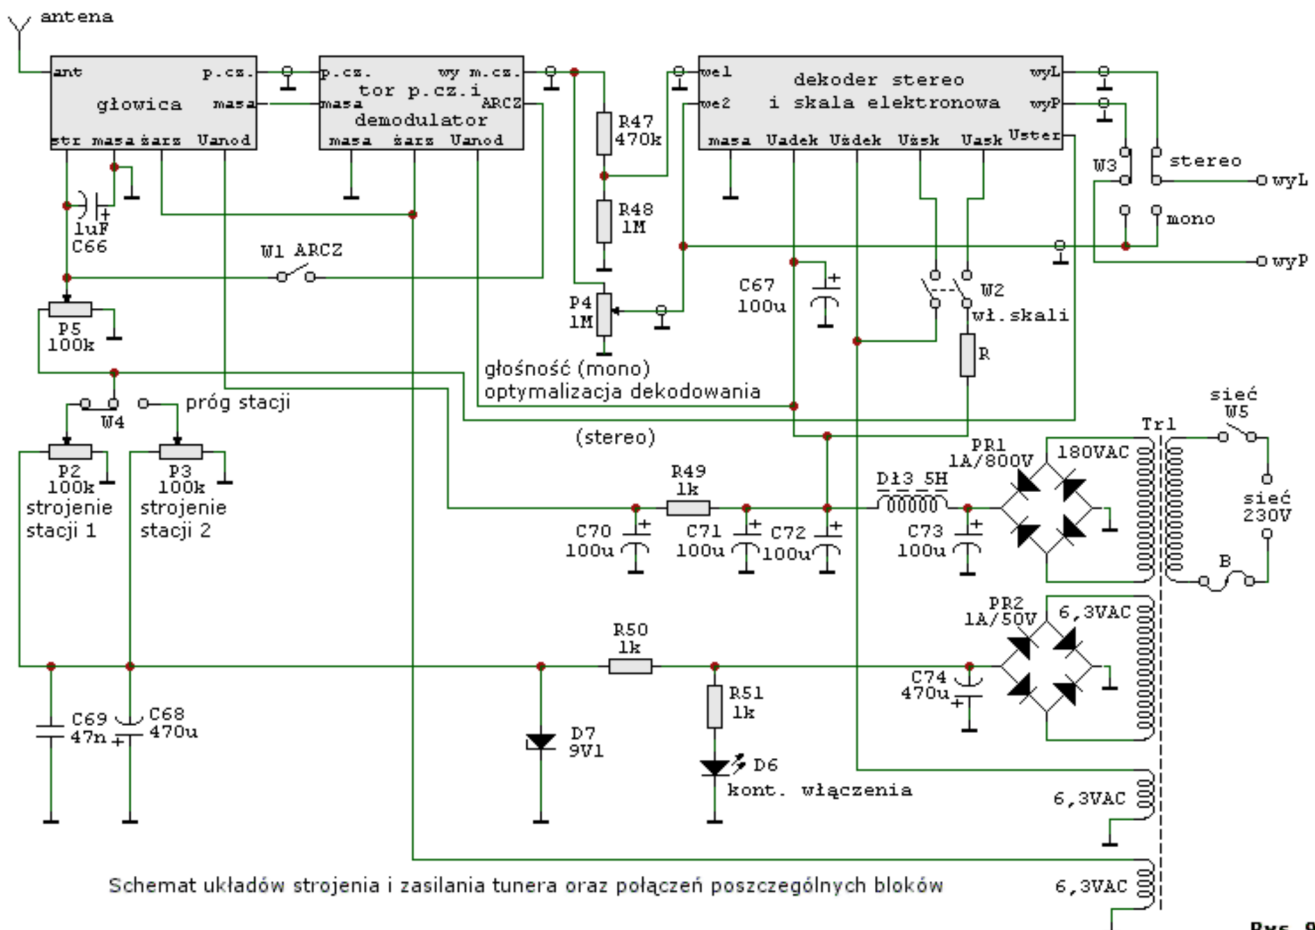 antena
ant
p.cz.
głowica
masa
str
masa
żarz
Uanod
p.cz.
wy m.cz.
tor p.cz.i
masa
ARCZ
demodulator
masa
żarz
Uanod
we1
dekoder stereo
wyL
we2
i skala elektronowa
wyP
masa
Uadek
Użdek
Użsk
Uask
Uster
R47
470k
R48
1M
W3
stereo
wyL
mono
wyP
1uF
C66
W1 ARCZ
P5
100k
P4
1M
C67
100u
W2
wł.skali
R
głośność (mono)
optymalizacja dekodowania
(stereo)
próg stacji
W4
P2
100k
strojenie
stacji 1
P3
100k
strojenie
stacji 2
R49
1k
Dł3 5H
PR1
1A/800V
180VAC
Tr1
sieć
W5
sieć
230V
B
C70
100u
C71
100u
C72
100u
C73
100u
PR2
1A/50V
6,3VAC
R50
1k
R51
1k
C74
470u
C69
47n
C68
470u
D7
9V1
D6
kont. włączenia
6,3VAC
6,3VAC
Schemat układów strojenia i zasilania tunera oraz połączeń poszczególnych bloków
Rys 9